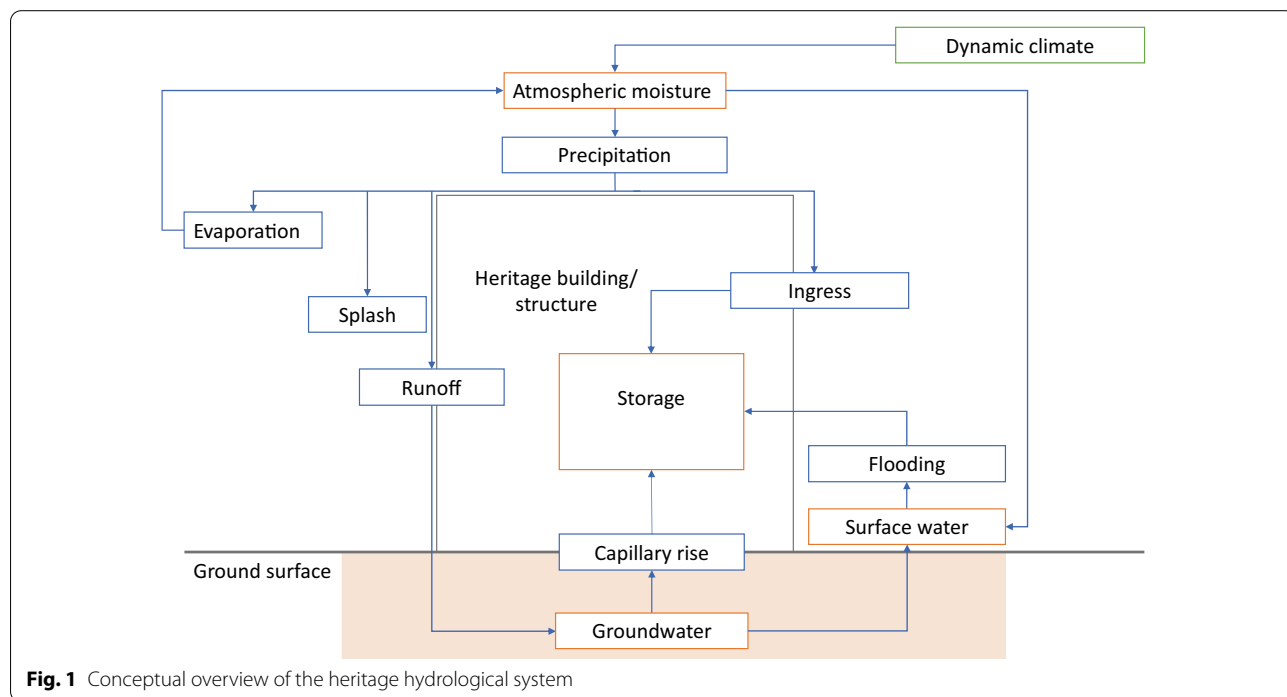 Dynamic climate
Atmospheric moisture
Precipitation
Evaporation
Heritage building/
structure
Ingress
Splash
Runoff
Storage
Flooding
Surface water
Capillary rise
Ground surface
Groundwater
Fig. 1 Conceptual overview of the heritage hydrological system